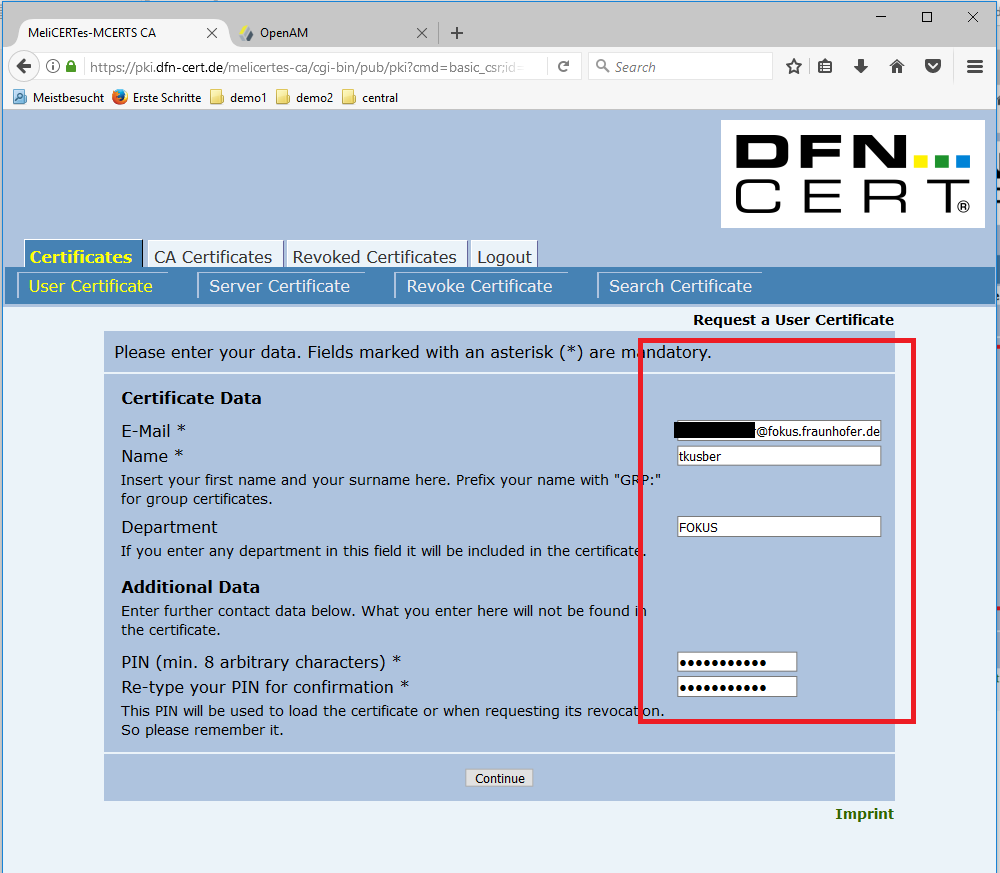 MeliCERTes-MCERTS CA
OpenAM
https://pki.dfn-cert.de/melicertes-ca/cgi-bin/pub/pki?cmd=basic_csr;id=
Search
Meistbesucht Erste Schritte demo1 demo2 central
DFN
CERT®
Certificates CA Certificates Revoked Certificates Logout
User Certificate Server Certificate Revoke Certificate Search Certificate
Request a User Certificate
Please enter your data. Fields marked with an asterisk (*) are mandatory.
Certificate Data
E-Mail * @fokus.fraunhofer.de
Name * tkusber
Insert your first name and your surname here. Prefix your name with "GRP:"
for group certificates.
Department FOKUS
If you enter any department in this field it will be included in the certificate.
Additional Data
Enter further contact data below. What you enter here will not be found in
the certificate.
PIN (min. 8 arbitrary characters) * ●●●●●●●●●●●
Re-type your PIN for confirmation * ●●●●●●●●●●●
This PIN will be used to load the certificate or when requesting its revocation.
So please remember it.
Continue
Imprint